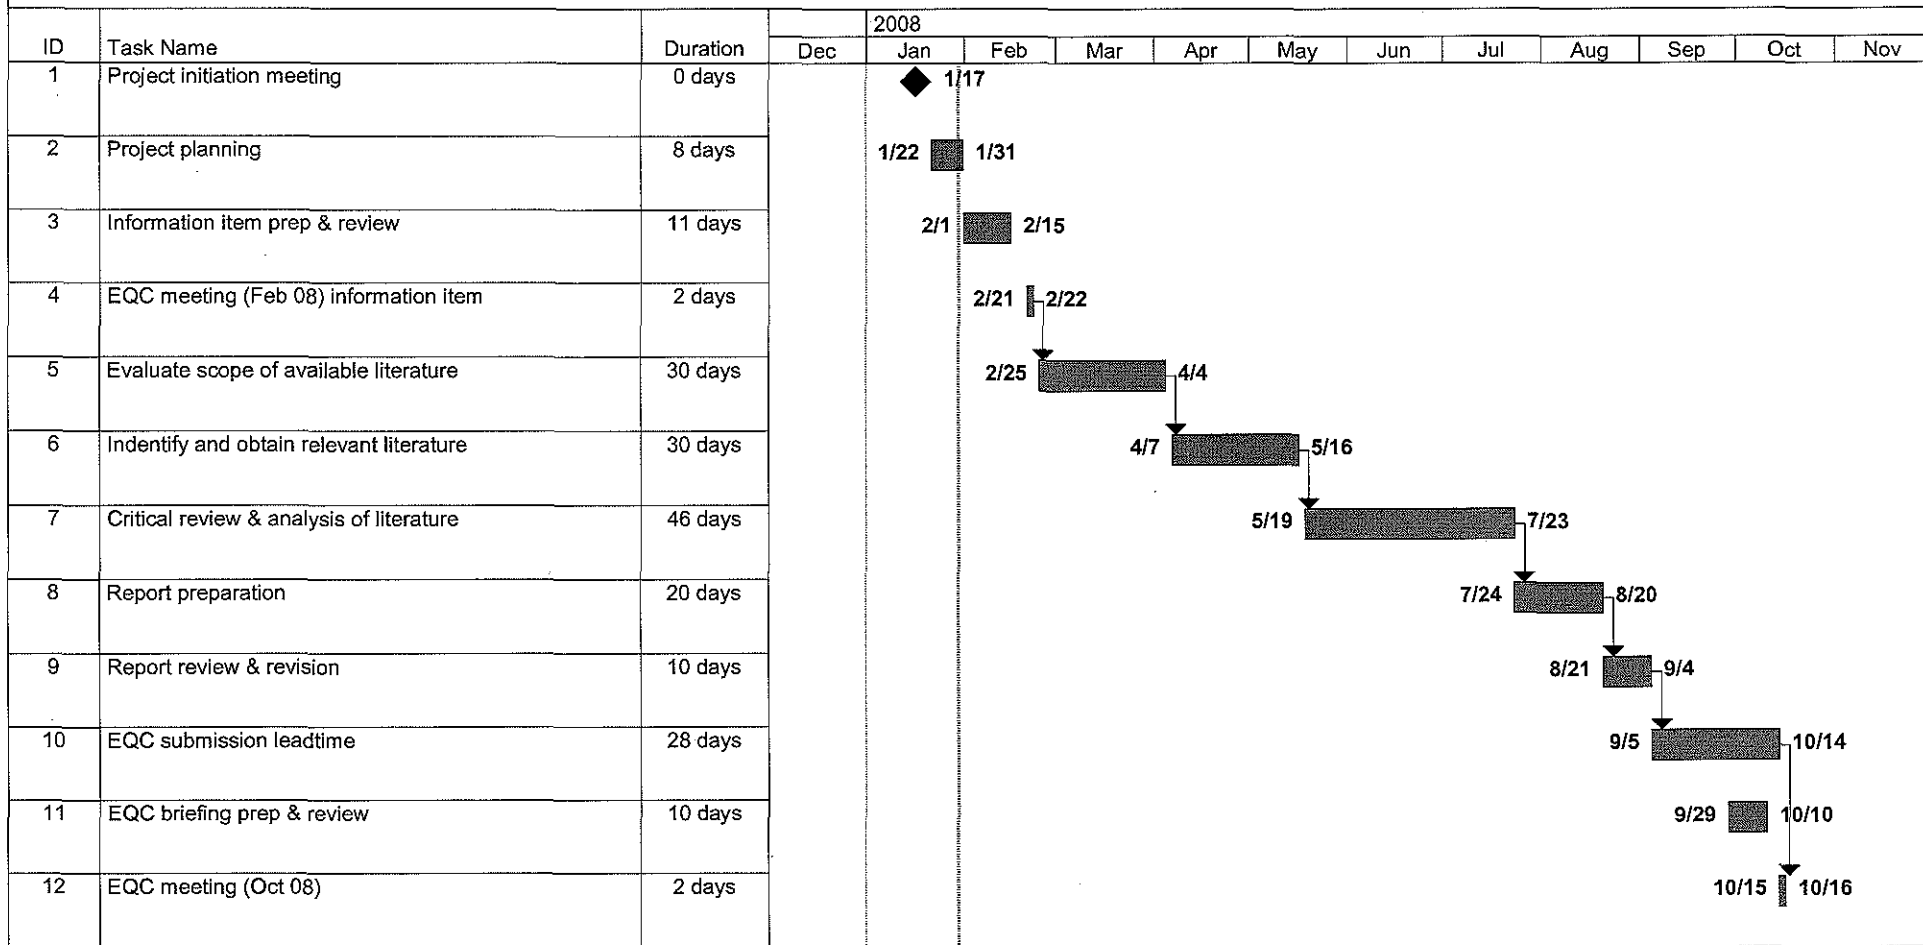 2008
ID Task Name Duration Dec Jan Feb Mar Apr May Jun Jul Aug Sep Oct Nov
1 Project initiation meeting 0 days 1/17
2 Project planning 8 days 1/22 1/31
3 Information item prep & review 11 days 2/1 2/15
4 EQC meeting (Feb 08) information item 2 days 2/21 2/22
5 Evaluate scope of available literature 30 days 2/25 4/4
6 Indentify and obtain relevant literature 30 days 4/7 5/16
7 Critical review & analysis of literature 46 days 5/19 7/23
8 Report preparation 20 days 7/24 8/20
9 Report review & revision 10 days 8/21 9/4
10 EQC submission leadtime 28 days 9/5 10/14
11 EQC briefing prep & review 10 days 9/29 10/10
12 EQC meeting (Oct 08) 2 days 10/15 10/16